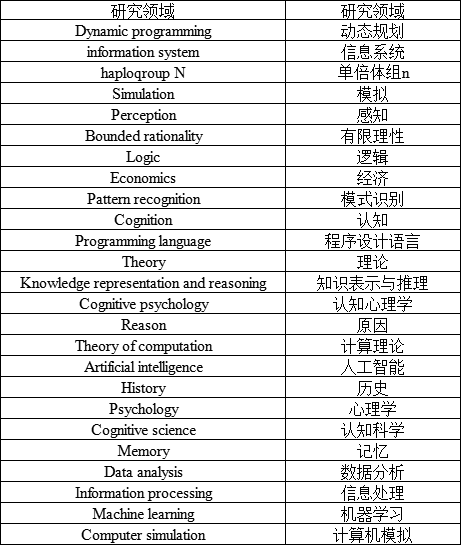 研究领域 研究领域
Dynamic programming 动态规划
information system 信息系统
haploqroup N 单倍体组n
Simulation 模拟
Perception 感知
Bounded rationality 有限理性
Logic 逻辑
Economics 经济
Pattern recognition 模式识别
Cognition 认知
Programming language 程序设计语言
Theory 理论
Knowledge representation and reasoning 知识表示与推理
Cognitive psychology 认知心理学
Reason 原因
Theory of computation 计算理论
Artificial intelligence 人工智能
History 历史
Psychology 心理学
Cognitive science 认知科学
Memory 记忆
Data analysis 数据分析
Information processing 信息处理
Machine learning 机器学习
Computer simulation 计算机模拟